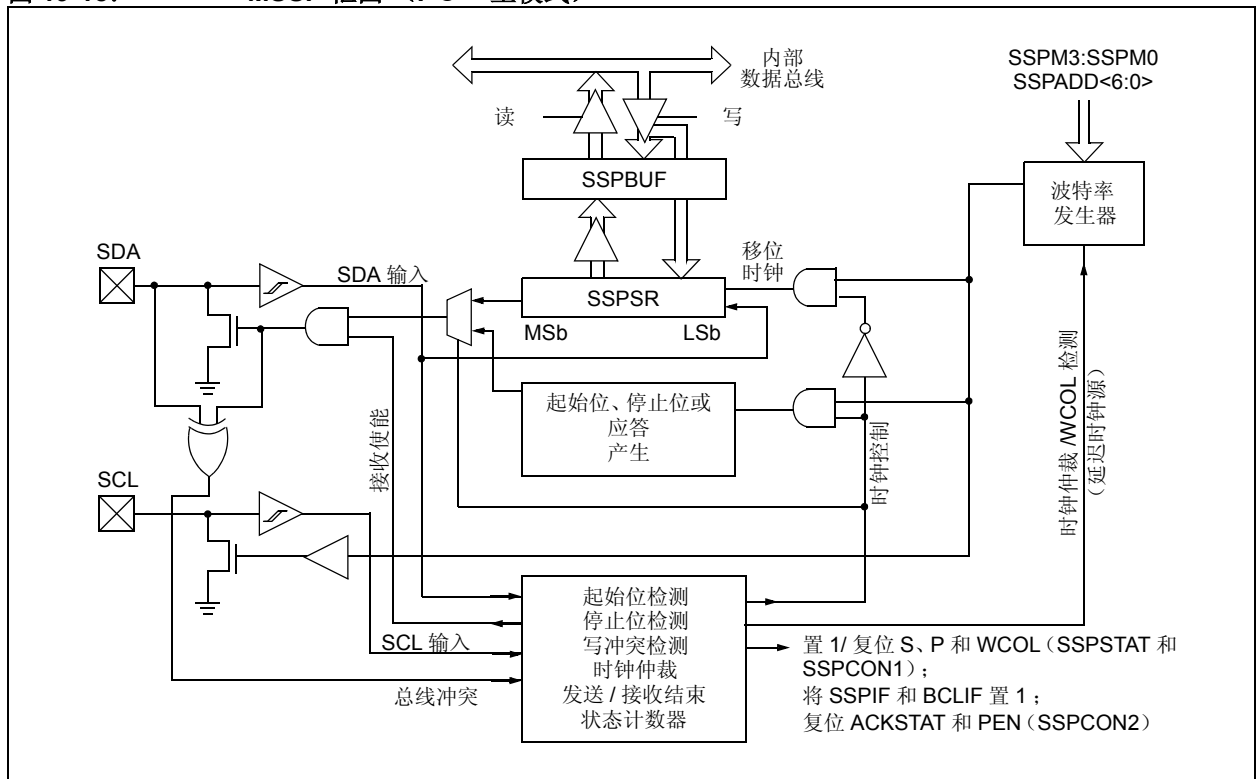 内部
数据总线
SSPM3:SSPM0
SSPADD<6:0>
读
写
SSPBUF
波特率
发生器
SDA
SDA 输入
移位
时钟
SSPSR
MSb
LSb
起始位、停止位或
应答
产生
接收使能
时钟控制
时钟仲裁 /WCOL 检测
（延迟时钟源）
SCL
SCL 输入
总线冲突
起始位检测
停止位检测
写冲突检测
时钟仲裁
发送 / 接收结束
状态计数器
置 1/ 复位 S、P 和 WCOL（SSPSTAT 和
SSPCON1）；
将 SSPIF 和 BCLIF 置 1；
复位 ACKSTAT 和 PEN（SSPCON2）